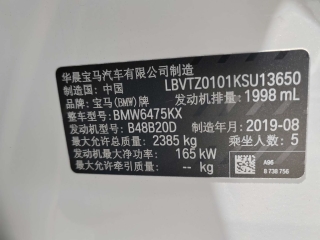 华晨宝马汽车有限公司制造
制造国：中国 LBVTZ0101KSU13650
品牌：宝马(BMW)牌 发动机排量：1998 mL
整车型号：BMW6475KX
发动机型号：B48B20D 制造年月：2019-08
最大允许总质量：2385 kg 乘坐人数：5
发动机最大净功率：165 kW
最大允许牵引质量：-- kg
A96
8 738 756